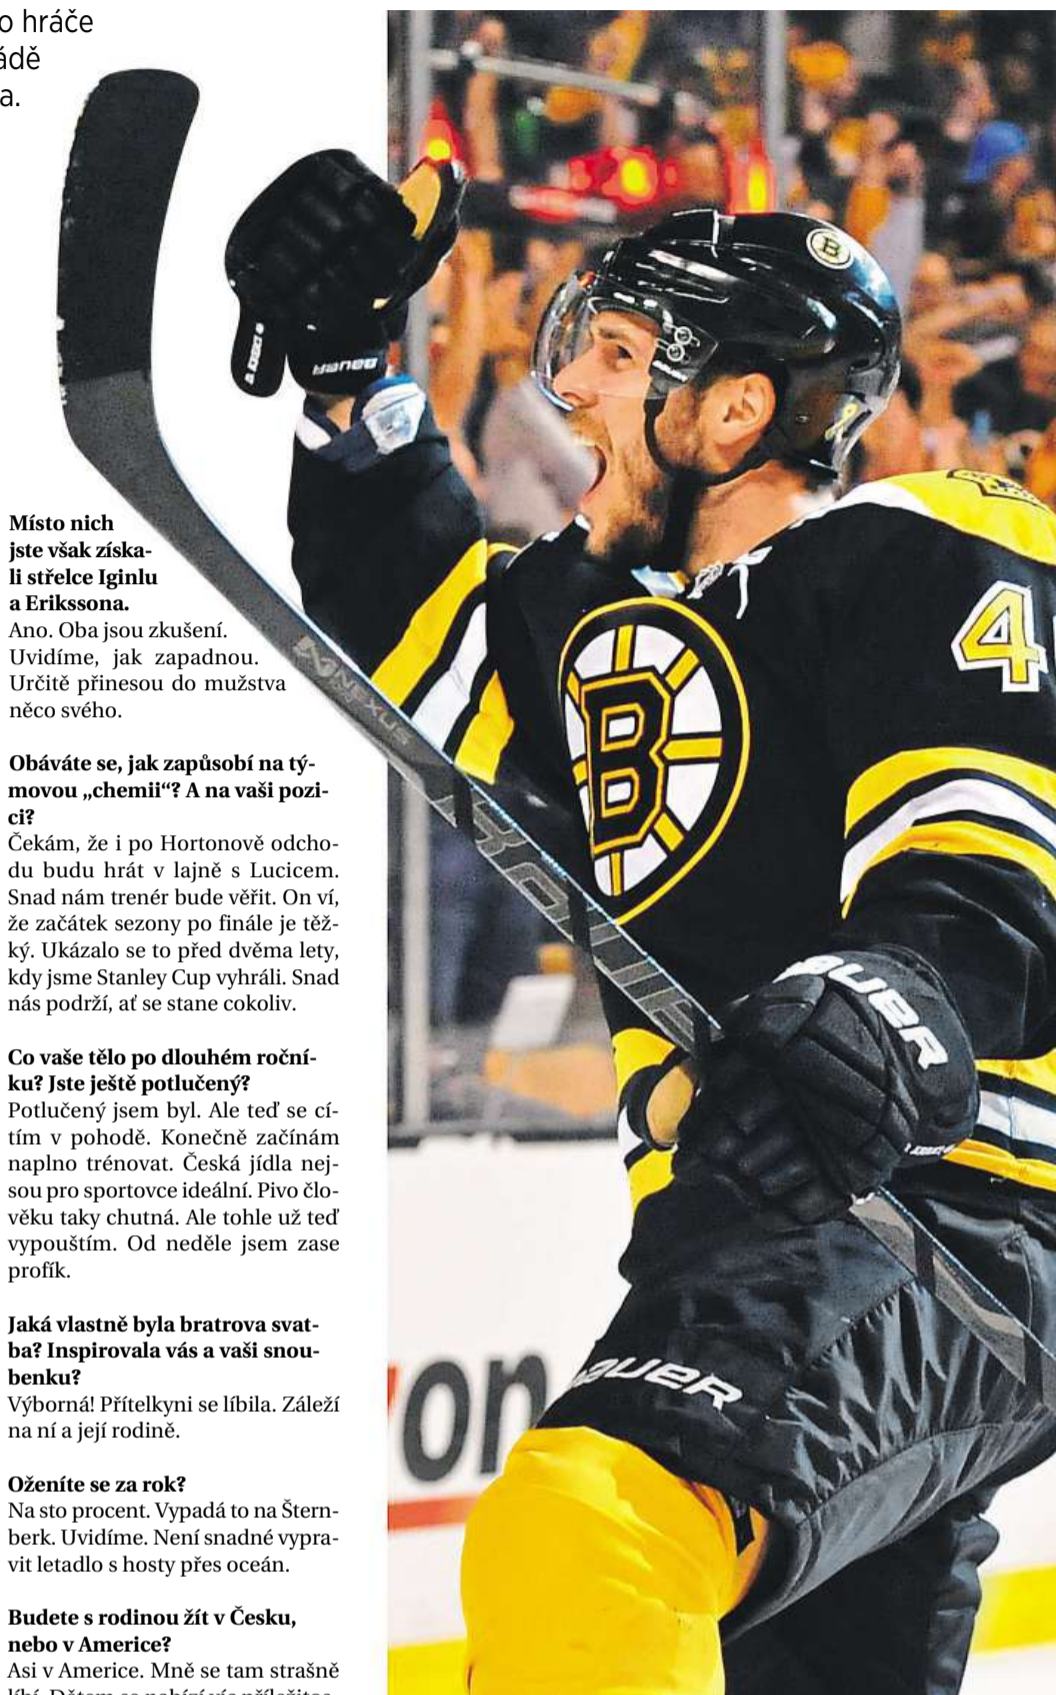 o hráče
ádě
a.
Místo nich
jste však získa-
li střelce Iginlu
a Erikssona.
Ano. Oba jsou zkušení.
Uvidíme, jak zapadnou.
Určitě přinesou do mužstva
něco svého.
Obáváte se, jak zapůsobí na tý-
movou „chemii“? A na vaši pozi-
ci?
Čekám, že i po Hortonově odcho-
du budu hrát v lajně s Lucicem.
Snad nám trenér bude věřit. On ví,
že začátek sezony po finále je těž-
ký. Ukázalo se to před dvěma lety,
kdy jsme Stanley Cup vyhráli. Snad
nás podrží, ať se stane cokoliv.
Co vaše tělo po dlouhém roční-
ku? Jste ještě potlučený?
Potlučený jsem byl. Ale teď se cí-
tím v pohodě. Konečně začínám
naplno trénovat. Česká jídla nej-
sou pro sportovce ideální. Pivo člo-
věku taky chutná. Ale tohle už teď
vypouštím. Od neděle jsem zase
profík.
Jaká vlastně byla bratrova svat-
ba? Inspirovala vás a vaši snou-
benku?
Výborná! Přítelkyni se líbila. Záleží
na ní a její rodině.
Oženíte se za rok?
Na sto procent. Vypadá to na Štern-
berk. Uvidíme. Není snadné vypra-
vit letadlo s hosty přes oceán.
Budete s rodinou žít v Česku,
nebo v Americe?
Asi v Americe. Mně se tam strašně
B
BAUER
4
B
NEXUS
BAUER
BAUER
on